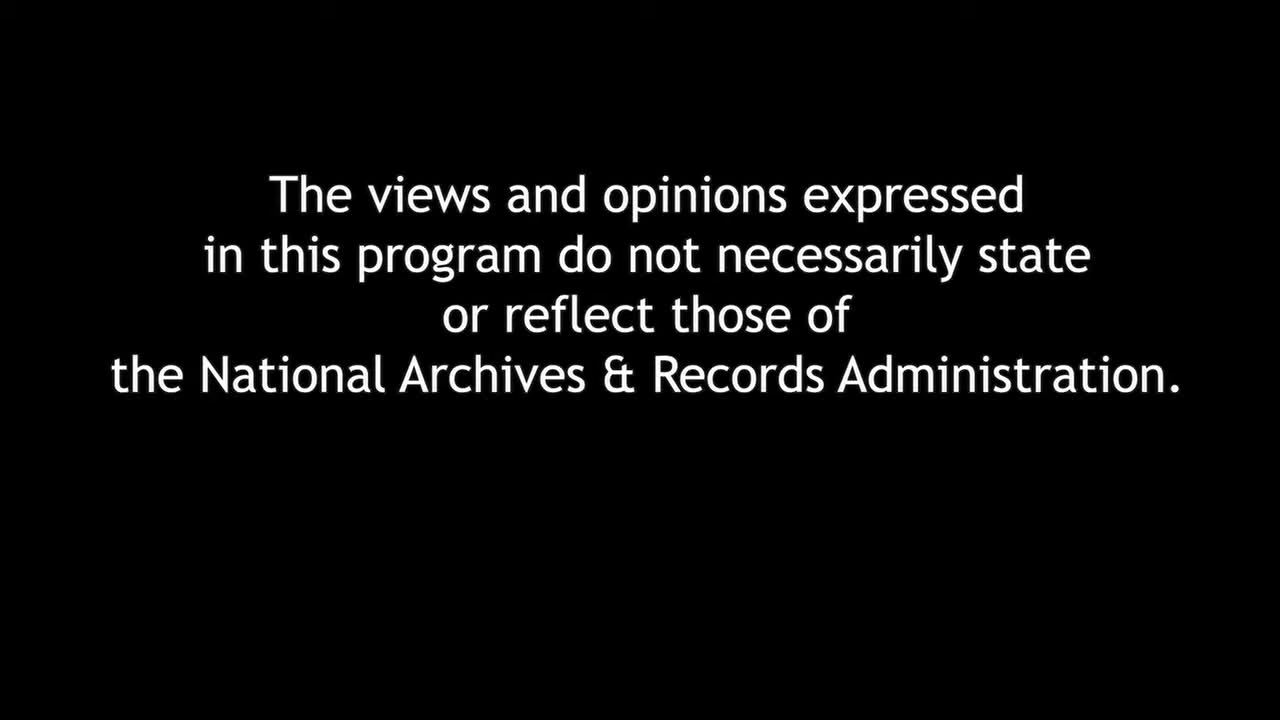 The views and opinions expressed
in this program do not necessarily state
or reflect those of
the National Archives & Records Administration.